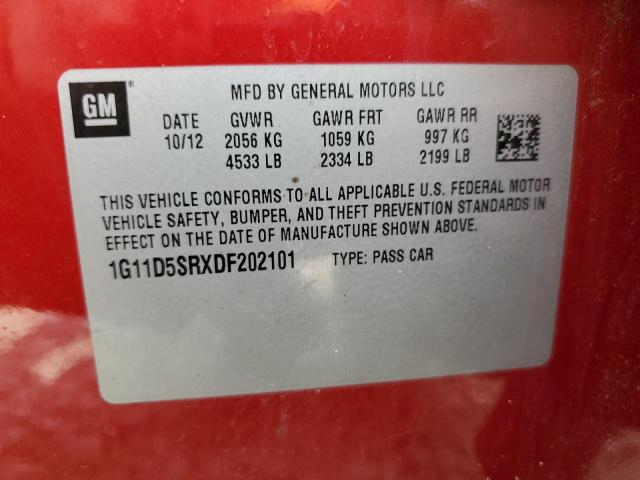 GM
®
MFD BY GENERAL MOTORS LLC
DATE GVWR GAWR FRT GAWR RR
10/12 2056 KG 1059 KG 997 KG
4533 LB 2334 LB 2199 LB
THIS VEHICLE CONFORMS TO ALL APPLICABLE U.S. FEDERAL MOTOR
VEHICLE SAFETY, BUMPER, AND THEFT PREVENTION STANDARDS IN
EFFECT ON THE DATE OF MANUFACTURE SHOWN ABOVE.
1G11D5SRXDF202101 TYPE: PASS CAR